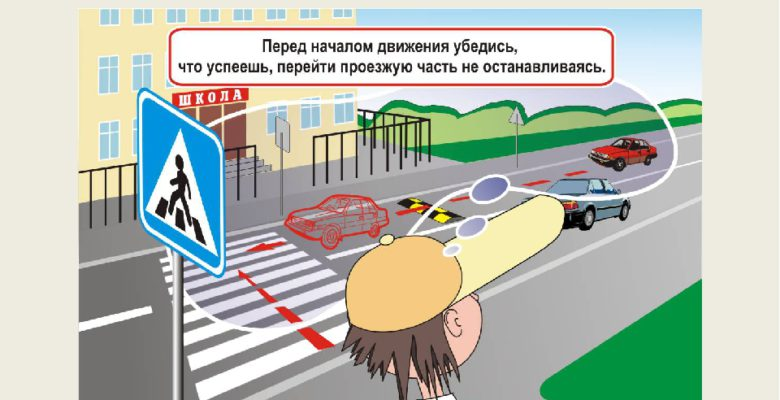 Перед началом движения убедись,
что успеешь, перейти проезжую часть не останавливаясь.
ШКОЛА